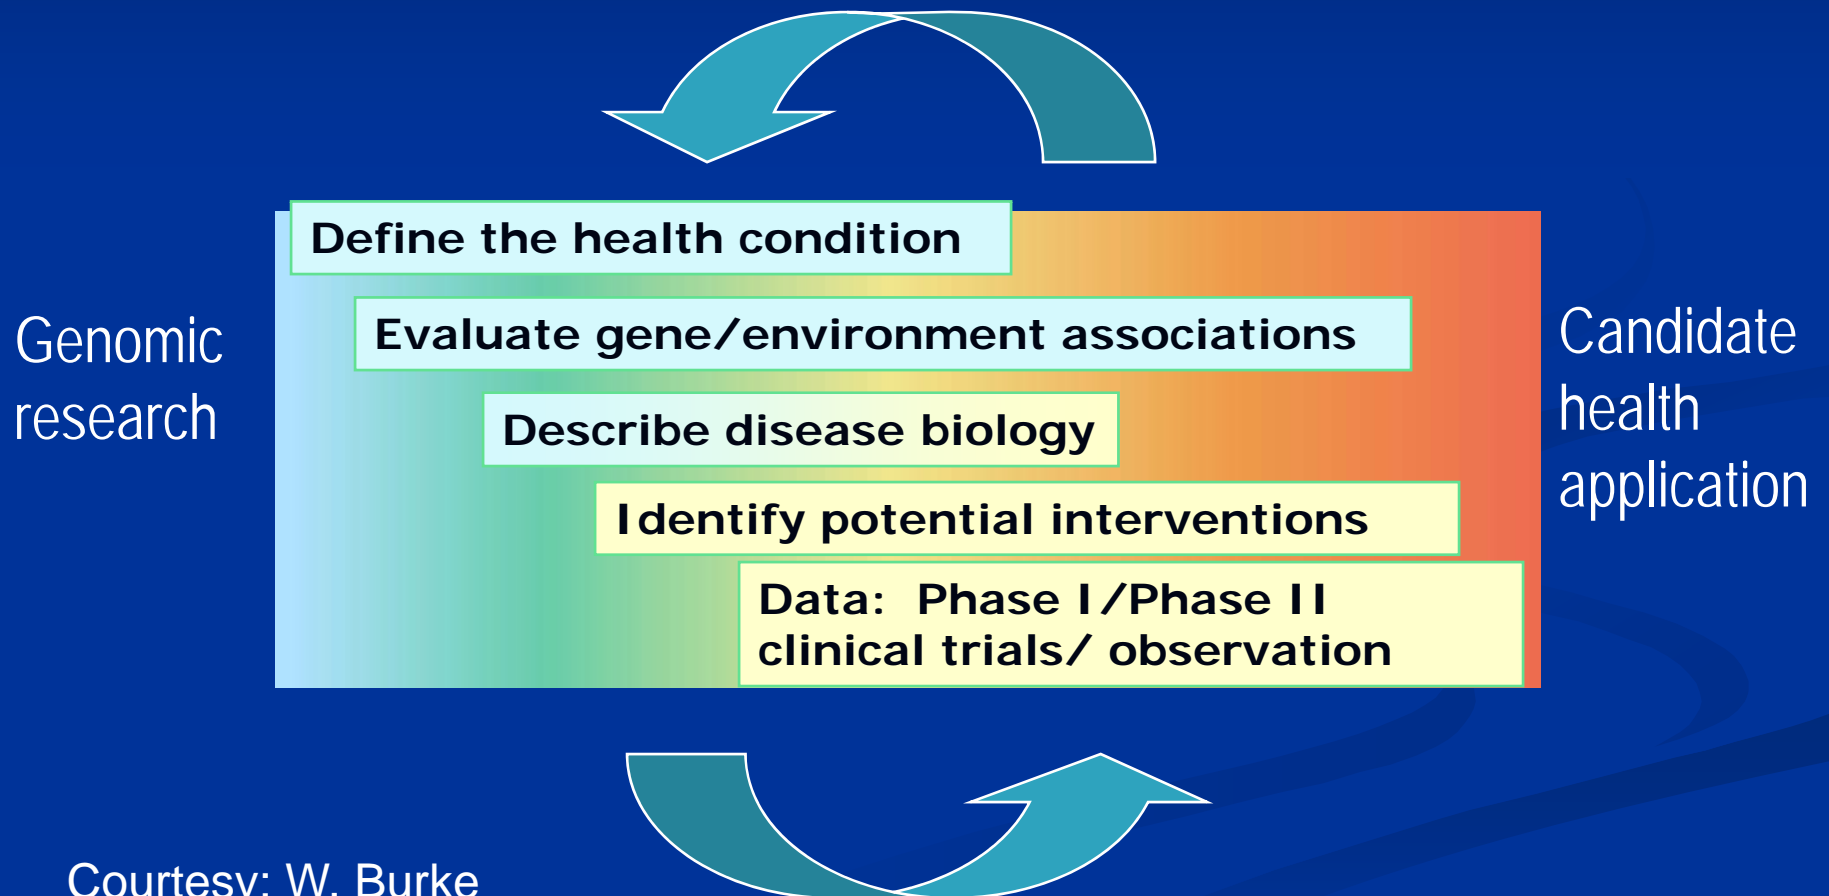 Define the health condition
Genomic
research
Evaluate gene/environment associations
Describe disease biology
Identify potential interventions
Data: Phase I/Phase II
clinical trials/ observation
Candidate
health
application
Courtesy: W. Burke